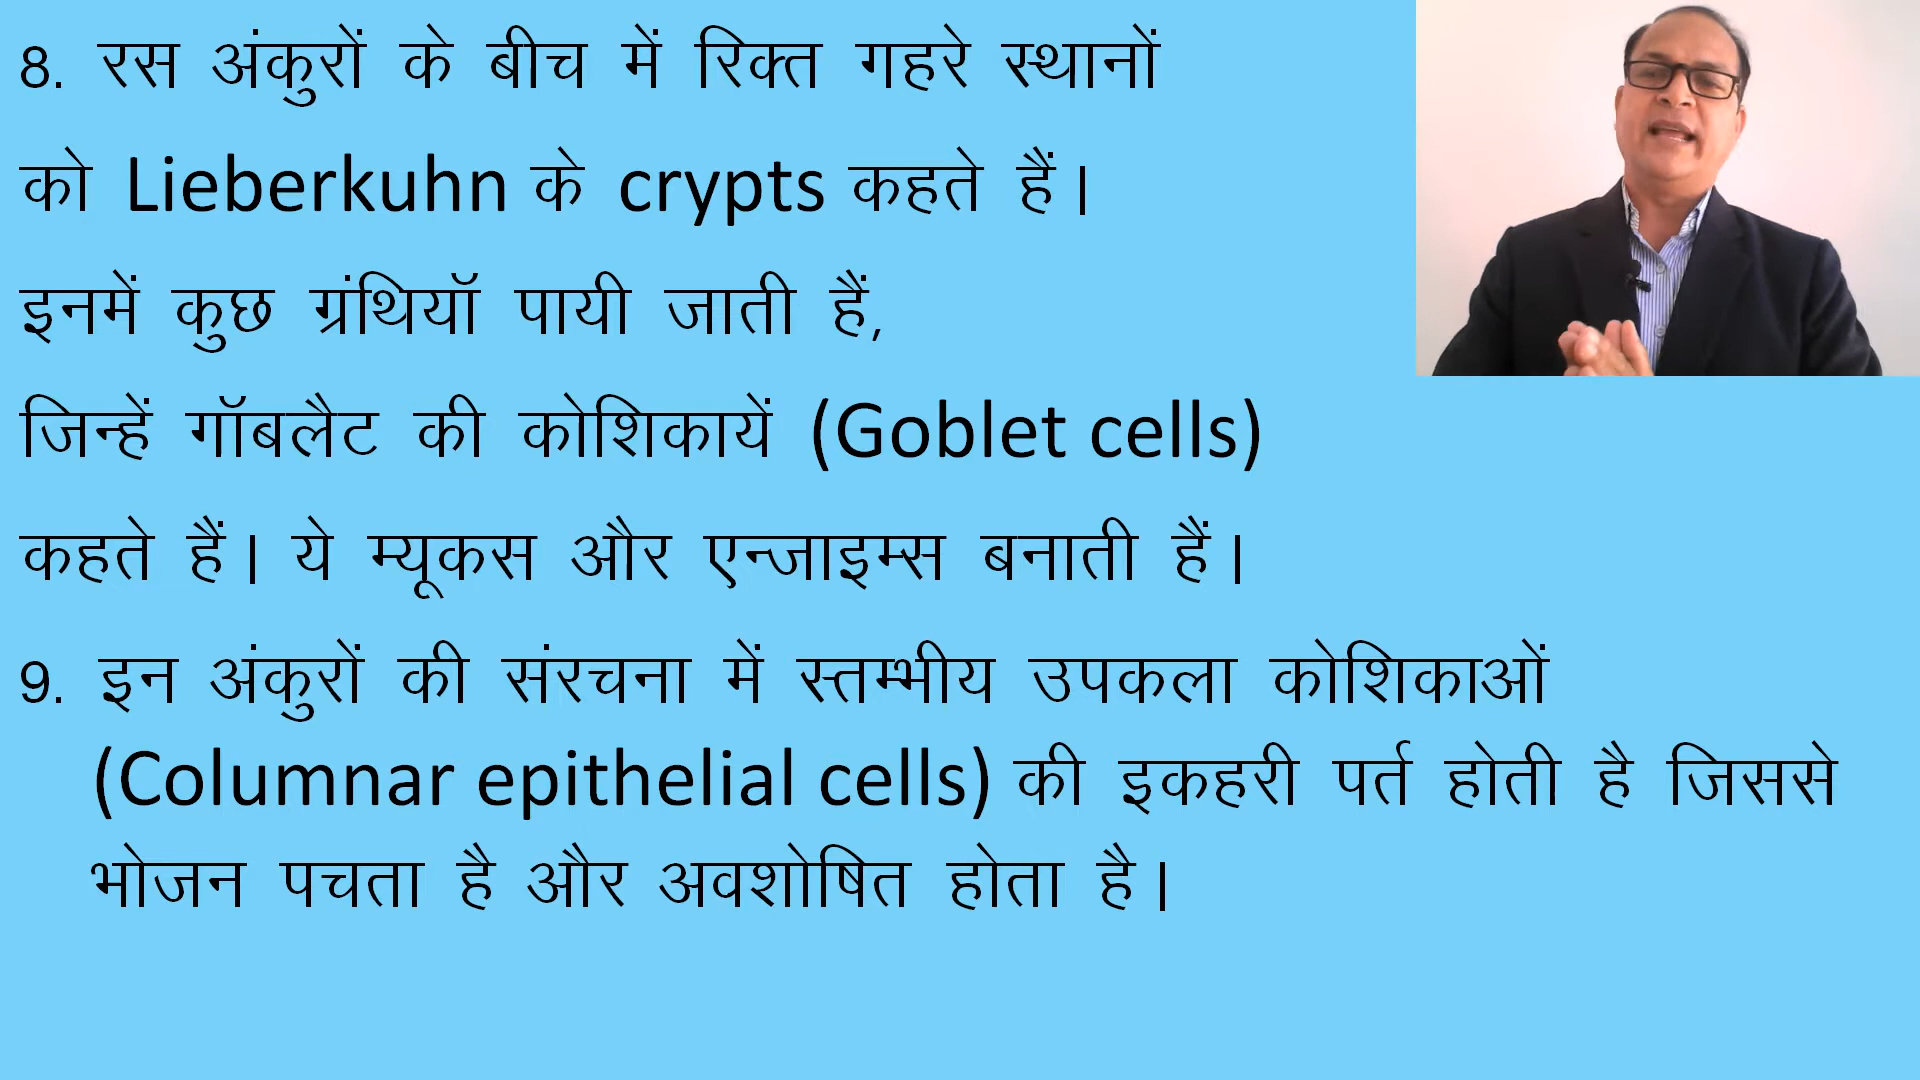 8. रस अंकुरों के बीच में रिक्त गहरे स्थानों
को Lieberkuhn के crypts कहते हैं।
इनमें कुछ ग्रंथियॉ पायी जाती हैं,
जिन्हें गॉबलैट की कोशिकायें (Goblet cells)
कहते हैं। ये म्यूकस और एन्जाइम्स बनाती हैं।
9. इन अंकुरों की संरचना में स्तम्भीय उपकला कोशिकाओं
(Columnar epithelial cells) की इकहरी पर्त होती है जिससे
भोजन पचता है और अवशोषित होता है।